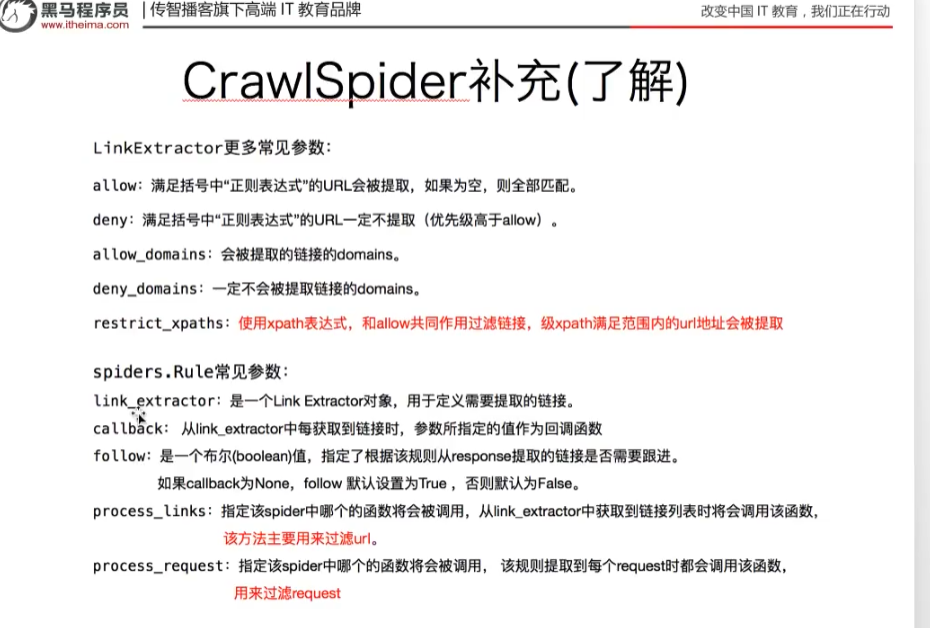 黑马程序员
www.itheima.com
传智播客旗下高端 IT 教育品牌
改变中国 IT 教育，我们正在行动
CrawlSpider补充(了解)
LinkExtractor更多常见参数：
allow：满足括号中“正则表达式”的URL会被提取，如果为空，则全部匹配。
deny：满足括号中“正则表达式”的URL一定不提取（优先级高于allow）。
allow_domains：会被提取的链接的domains。
deny_domains：一定不会被提取链接的domains。
restrict_xpaths：使用xpath表达式，和allow共同作用过滤链接，级xpath满足范围内的url地址会被提取
spiders.Rule常见参数：
link_extractor：是一个Link Extractor对象，用于定义需要提取的链接。
callback： 从link_extractor中每获取到链接时，参数所指定的值作为回调函数
follow：是一个布尔(boolean)值，指定了根据该规则从response提取的链接是否需要跟进。
如果callback为None，follow 默认设置为True ，否则默认为False。
process_links：指定该spider中哪个的函数将会被调用，从link_extractor中获取到链接列表时将会调用该函数，
该方法主要用来过滤url。
process_request：指定该spider中哪个的函数将会被调用， 该规则提取到每个request时都会调用该函数，
用来过滤request